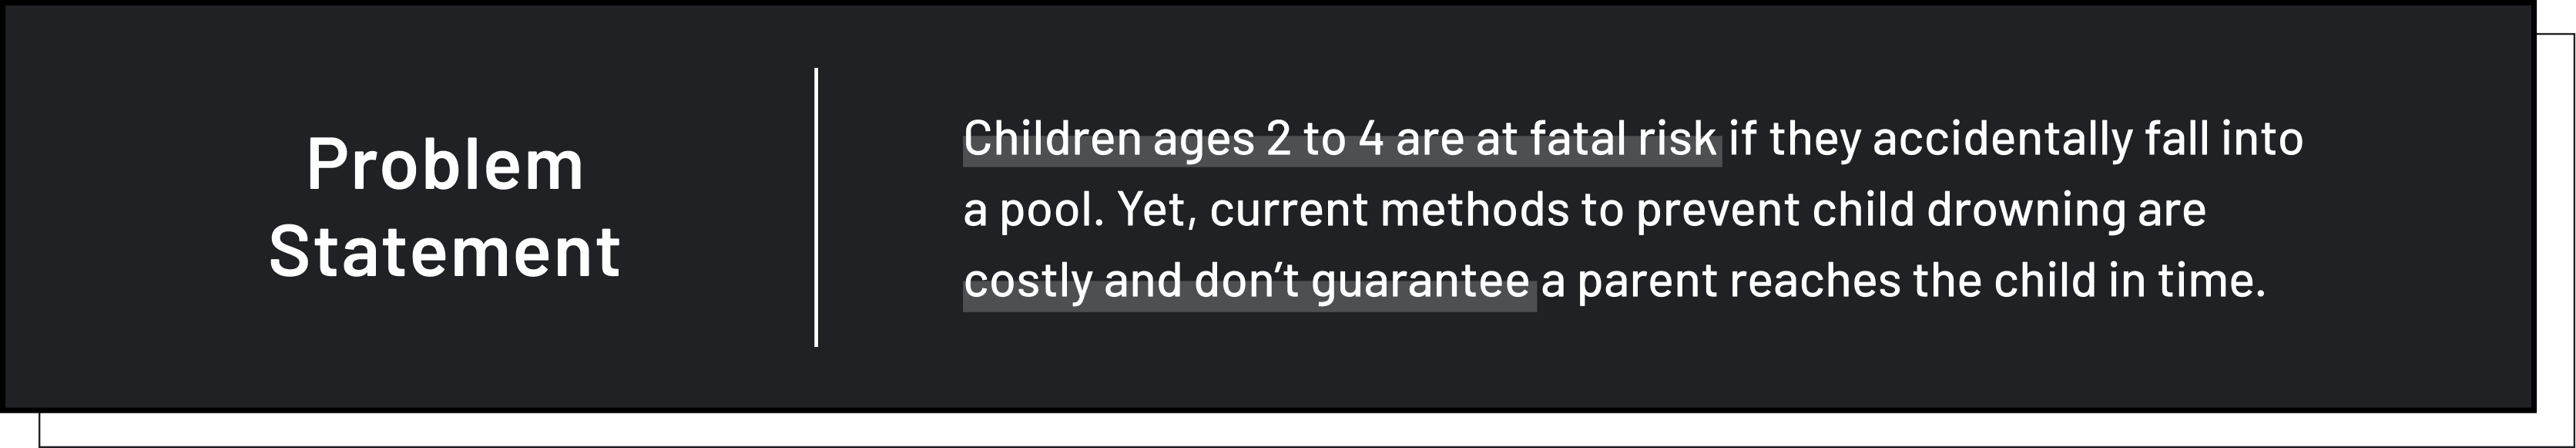 Problem
Statement
Children ages 2 to 4 are at fatal risk if they accidentally fall into
a pool. Yet, current methods to prevent child drowning are
costly and don’t guarantee a parent reaches the child in time.